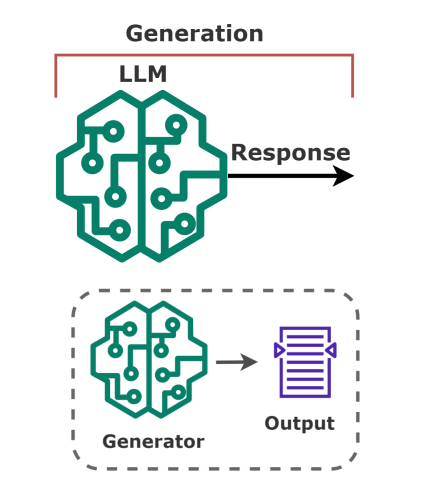 Generation
LLM
Response
Generator
Output